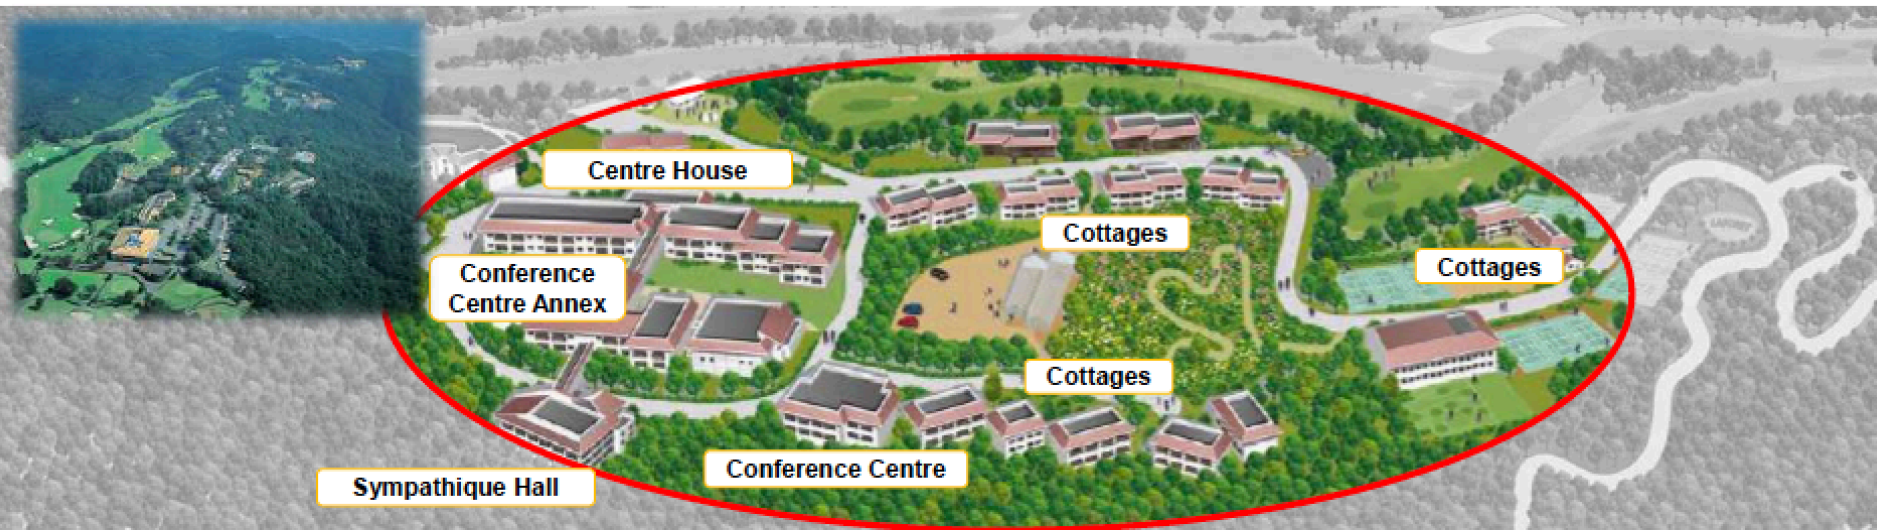 Centre House
Cottages
Cottages
Conference
Centre Annex
Cottages
Conference Centre
Sympathique Hall